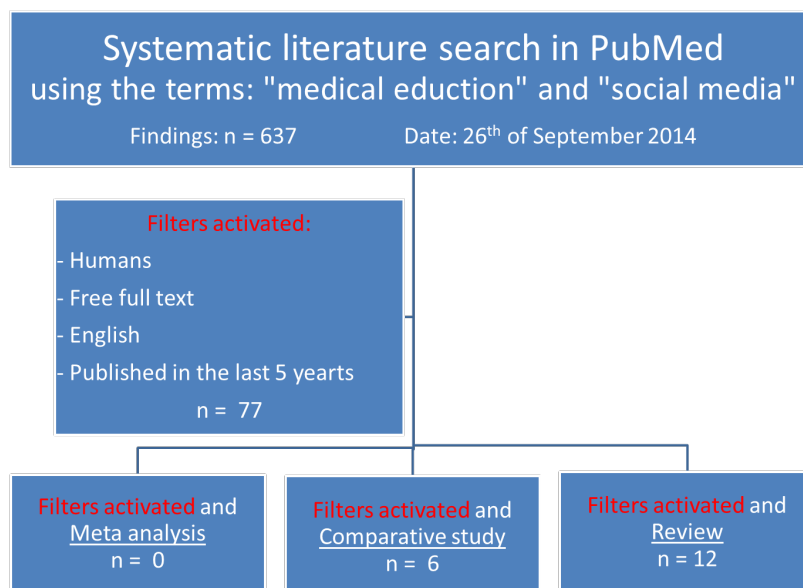 Systematic literature search in PubMed
using the terms: "medical eduction" and "social media"
Findings: n = 637 Date: 26th of September 2014
Filters activated:
- Humans
- Free full text
- English
- Published in the last 5 yearts
n = 77
Filters activated and
Meta analysis
n = 0
Filters activated and
Comparative study
n = 6
Filters activated and
Review
n = 12